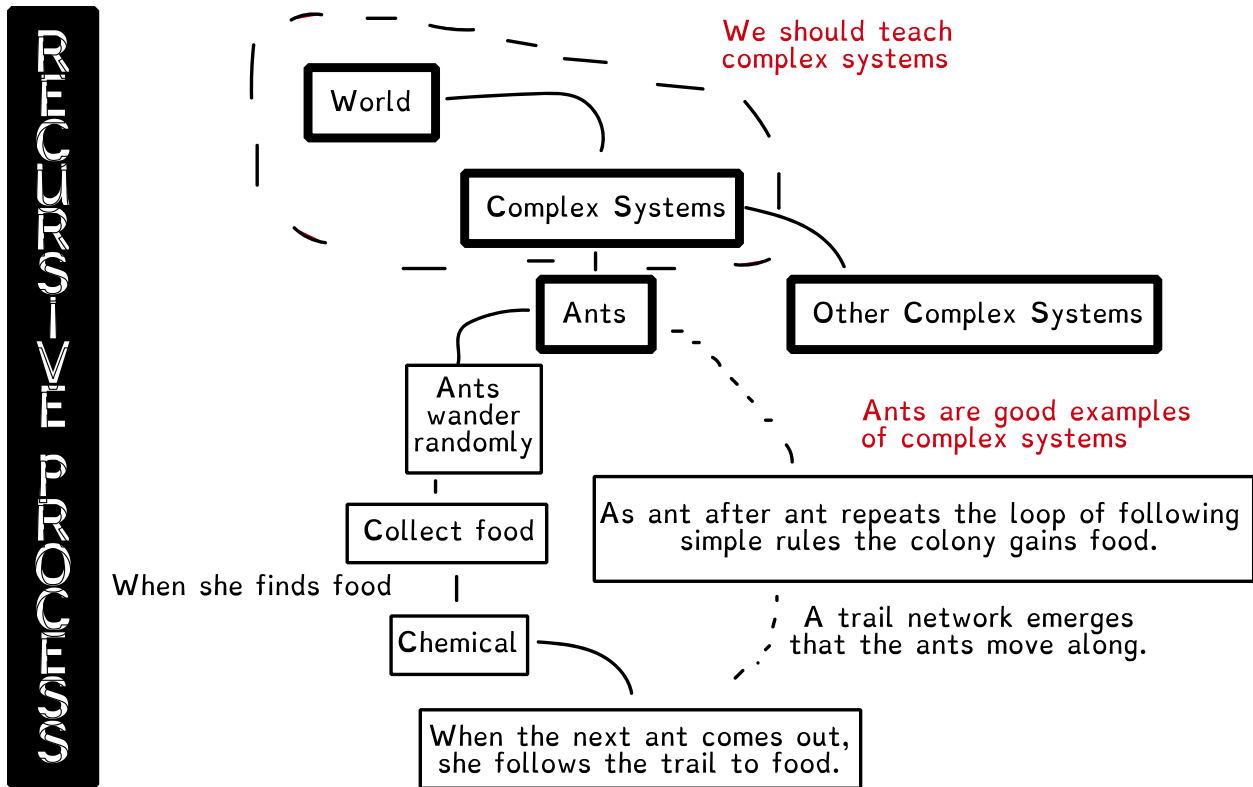 RECURSIVE PROCESS
We should teach
complex systems
World
Complex Systems
Ants
Other Complex Systems
Ants
wander
randomly
Ants are good examples
of complex systems
Collect food
As ant after ant repeats the loop of following
simple rules the colony gains food.
When she finds food
Chemical
A trail network emerges
that the ants move along.
When the next ant comes out,
she follows the trail to food.